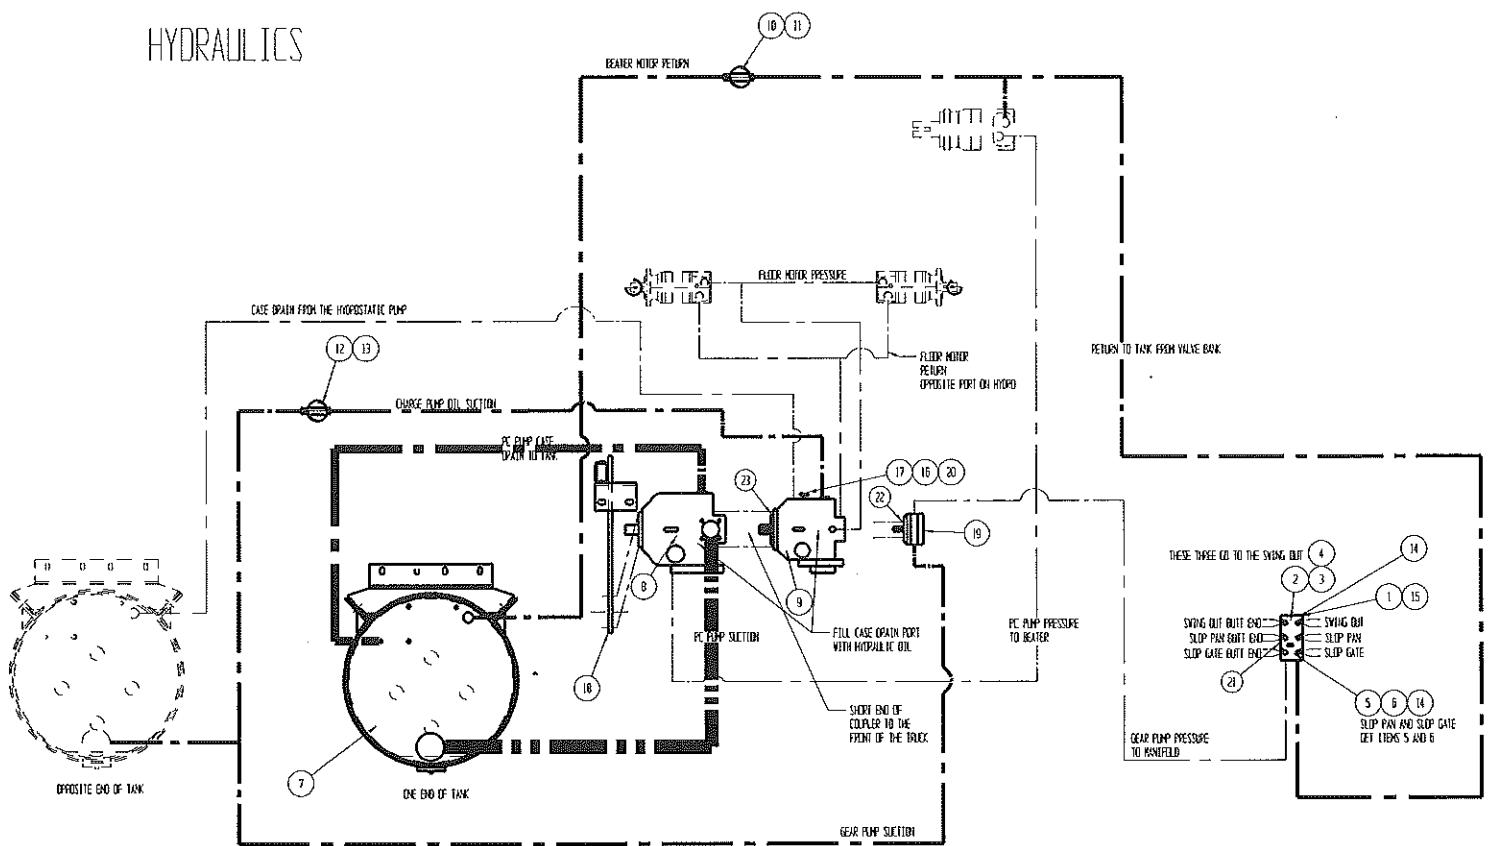 HYDRAULICS
10 11
BEATER MOTOR RETURN
FLOOR MOTOR PRESSURE
CASE DRAIN FROM THE HYDROSTATIC PUMP
12 13
RETURN TO TANK FROM VALVE BANK
FLOOR MOTOR
RETURN
OPPOSITE PORT ON HYDRO
CHARGE PUMP OIL SUCTION
PC PUMP CASE
DRAIN TO TANK
17 16 20
23
22
19
THESE THREE GO TO THE SWING OUT
4
14
2 3
8
9
1 15
PC PUMP PRESSURE
TO BEATER
SWING OUT BUTT END
SWING OUT
PC PUMP SUCTION
FILL CASE DRAIN PORT
WITH HYDRAULIC OIL
SLOP PAN BUTT END
SLOP PAN
SLOP GATE BUTT END
SLOP GATE
18
21
5 6 14
SHORT END OF
COUPLER TO THE
FRONT OF THE TRUCK
SLOP PAN AND SLOP GATE
GET ITEMS 5 AND 6
GEAR PUMP PRESSURE
TO MANIFOLD
7
OPPOSITE END OF TANK
ONE END OF TANK
GEAR PUMP SUCTION